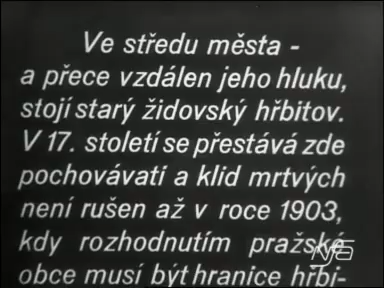 Ve středu města -
a přece vzdálen jeho hluku,
stojí starý židovský hřbitov.
V 17. století se přestává zde
pochovávati a klid mrtvých
není rušen až v roce 1903,
kdy rozhodnutím pražské
obce musí být hranice hřbi-